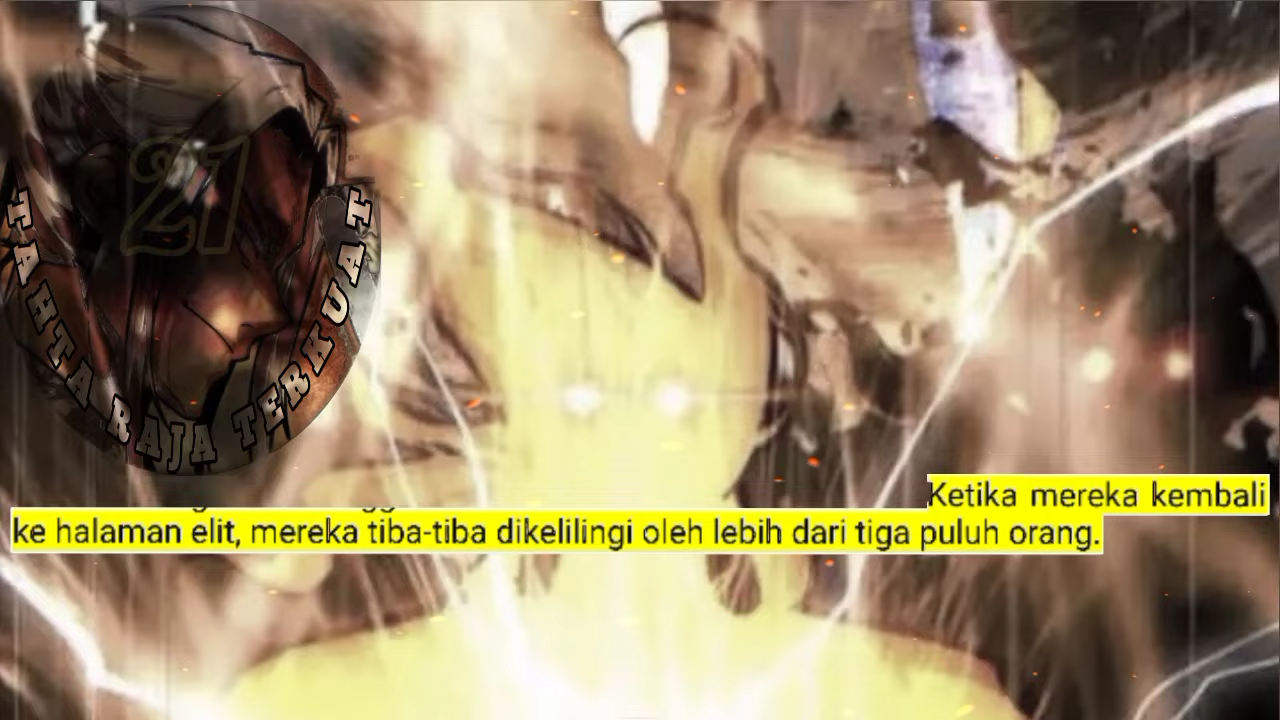 21
TAHTA RAJA TERKUAT
Ketika mereka kembali
ke halaman elit, mereka tiba-tiba dikelilingi oleh lebih dari tiga puluh orang.